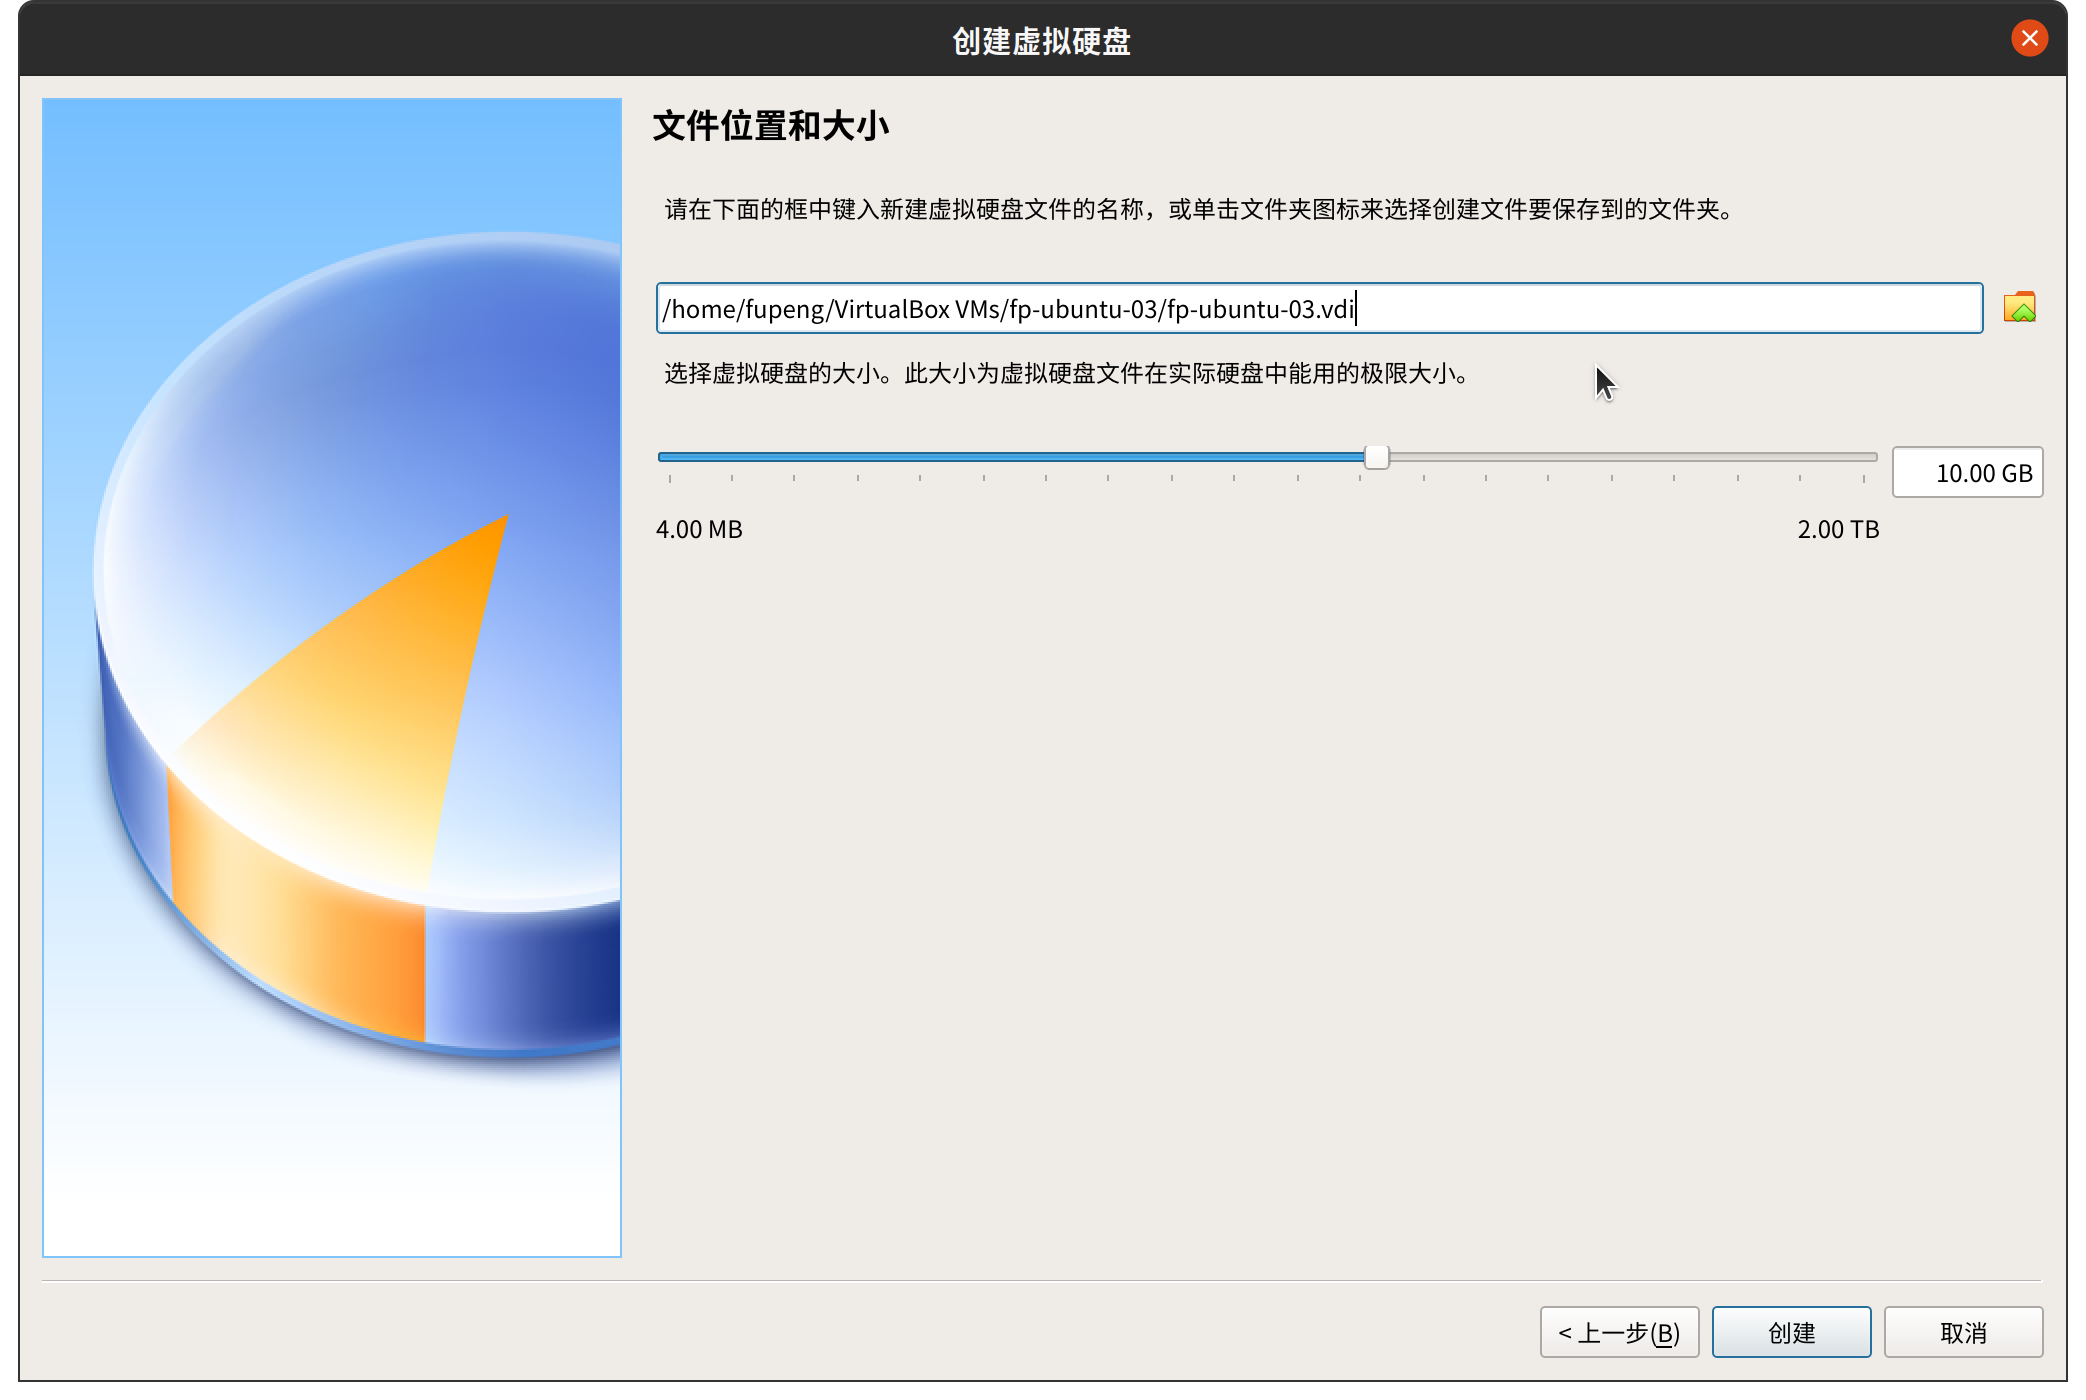 创建虚拟硬盘
文件位置和大小
请在下面的框中键入新建虚拟硬盘文件的名称，或单击文件夹图标来选择创建文件要保存到的文件夹。
/home/fupeng/VirtualBox VMs/fp-ubuntu-03/fp-ubuntu-03.vdi
选择虚拟硬盘的大小。此大小为虚拟硬盘文件在实际硬盘中能用的极限大小。
10.00 GB
4.00 MB 2.00 TB
< 上一步(B) 创建 取消